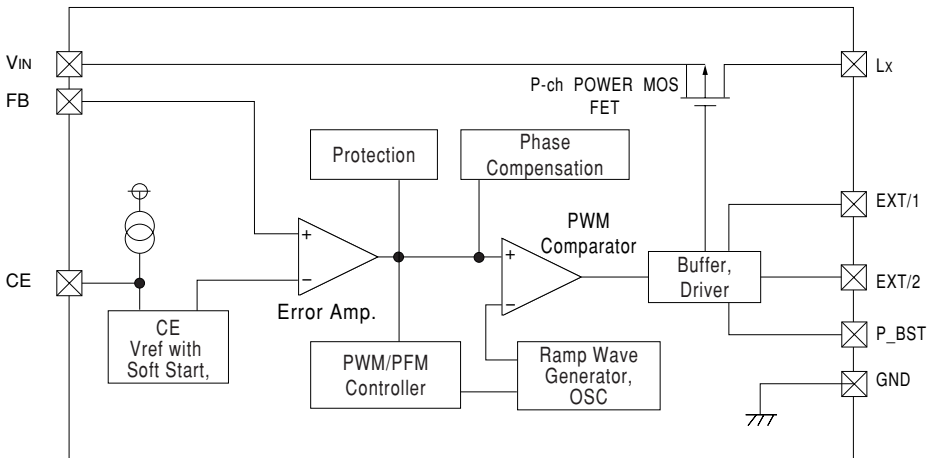 VIN
FB
CE
Lx
P-ch POWER MOS
FET
Protection
Phase
Compensation
EXT/1
EXT/2
P_BST
GND
+
−
Error Amp.
PWM
Comparator
+
−
Buffer,
Driver
CE
Vref with
Soft Start,
PWM/PFM
Controller
Ramp Wave
Generator,
OSC